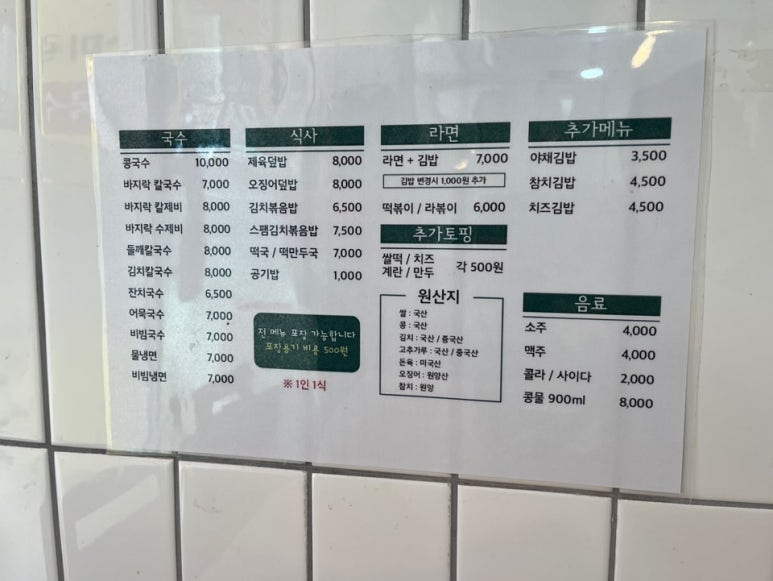 국수
콩국수 10,000
바지락 칼국수 7,000
바지락 칼제비 8,000
바지락 수제비 8,000
들깨칼국수 8,000
김치칼국수 8,000
잔치국수 6,500
어묵국수 7,000
비빔국수 7,000
물냉면 7,000
비빔냉면 7,000
식사
제육덮밥 8,000
오징어덮밥 8,000
김치볶음밥 6,500
스팸김치볶음밥 7,500
떡국 / 떡만두국 7,000
공기밥 1,000
전 메뉴 포장 가능합니다
포장용기 비용 500원
※ 1인 1식
라면
라면 + 김밥 7,000
김밥 변경시 1,000원 추가
떡볶이 / 라볶이 6,000
추가토핑
쌀떡 / 치즈
계란 / 만두 각 500원
원산지
쌀 : 국산
콩 : 국산
김치 : 국산 / 중국산
고추가루 : 국산 / 중국산
돈육 : 미국산
오징어 : 원양산
참치 : 원양
추가메뉴
야채김밥 3,500
참치김밥 4,500
치즈김밥 4,500
음료
소주 4,000
맥주 4,000
콜라 / 사이다 2,000
콩물 900ml 8,000